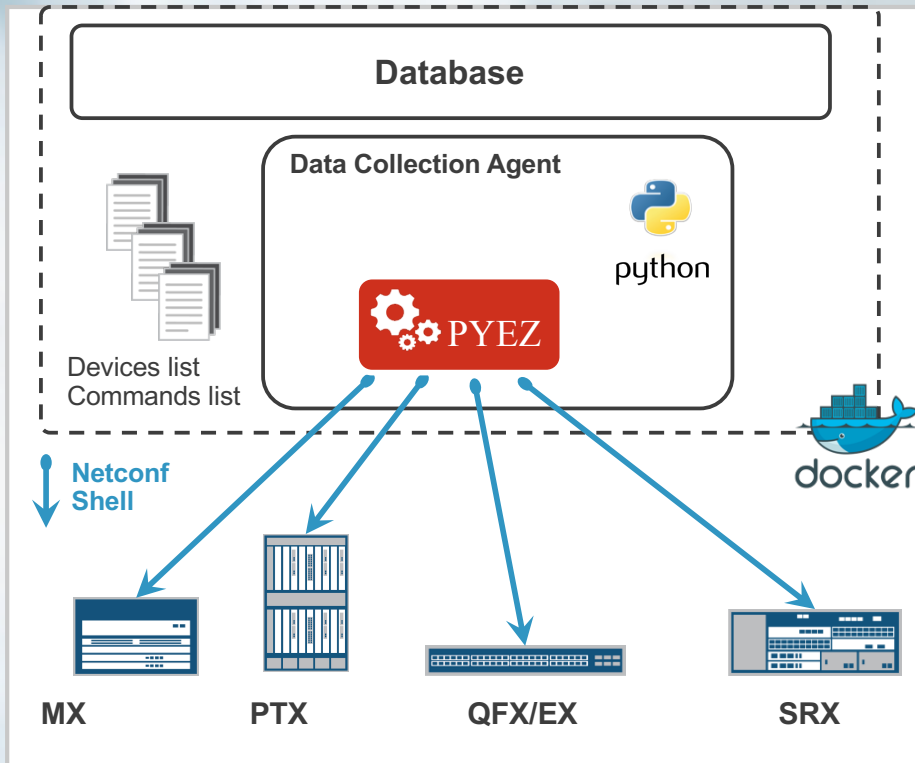 Database
Data Collection Agent
python
PYEZ
Devices list
Commands list
docker
Netconf
Shell
MX
PTX
QFX/EX
SRX